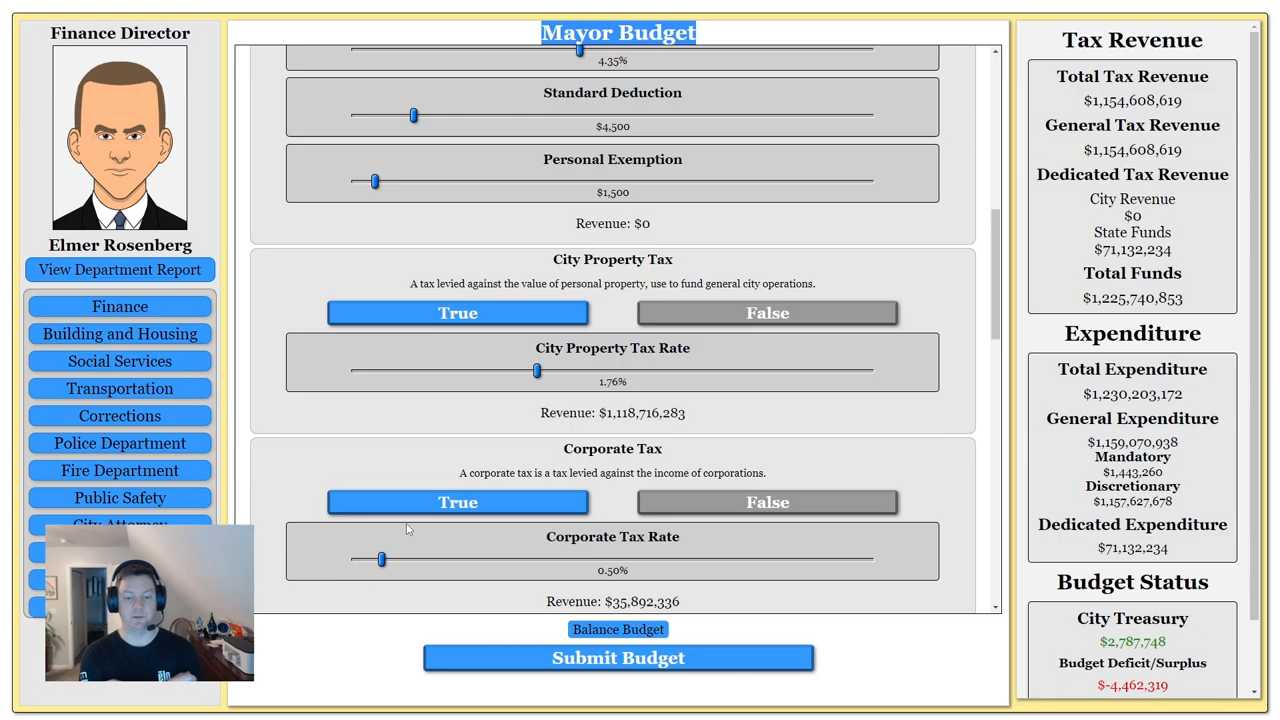 Finance Director
Elmer Rosenberg
View Department Report
Finance
Building and Housing
Social Services
Transportation
Corrections
Police Department
Fire Department
Public Safety
City Attorney
Mayor Budget
4.35%
Standard Deduction
$4,500
Personal Exemption
$1,500
Revenue: $0
City Property Tax
A tax levied against the value of personal property, use to fund general city operations.
True
False
City Property Tax Rate
1.76%
Revenue: $1,118,716,283
Corporate Tax
A corporate tax is a tax levied against the income of corporations.
True
False
Corporate Tax Rate
0.50%
Revenue: $35,892,336
Balance Budget
Submit Budget
Tax Revenue
Total Tax Revenue
$1,154,608,619
General Tax Revenue
$1,154,608,619
Dedicated Tax Revenue
City Revenue
$0
State Funds
$71,132,234
Total Funds
$1,225,740,853
Expenditure
Total Expenditure
$1,230,203,172
General Expenditure
$1,159,070,938
Mandatory
$1,443,260
Discretionary
$1,157,627,678
Dedicated Expenditure
$71,132,234
Budget Status
City Treasury
$2,787,748
Budget Deficit/Surplus
$-4,462,319